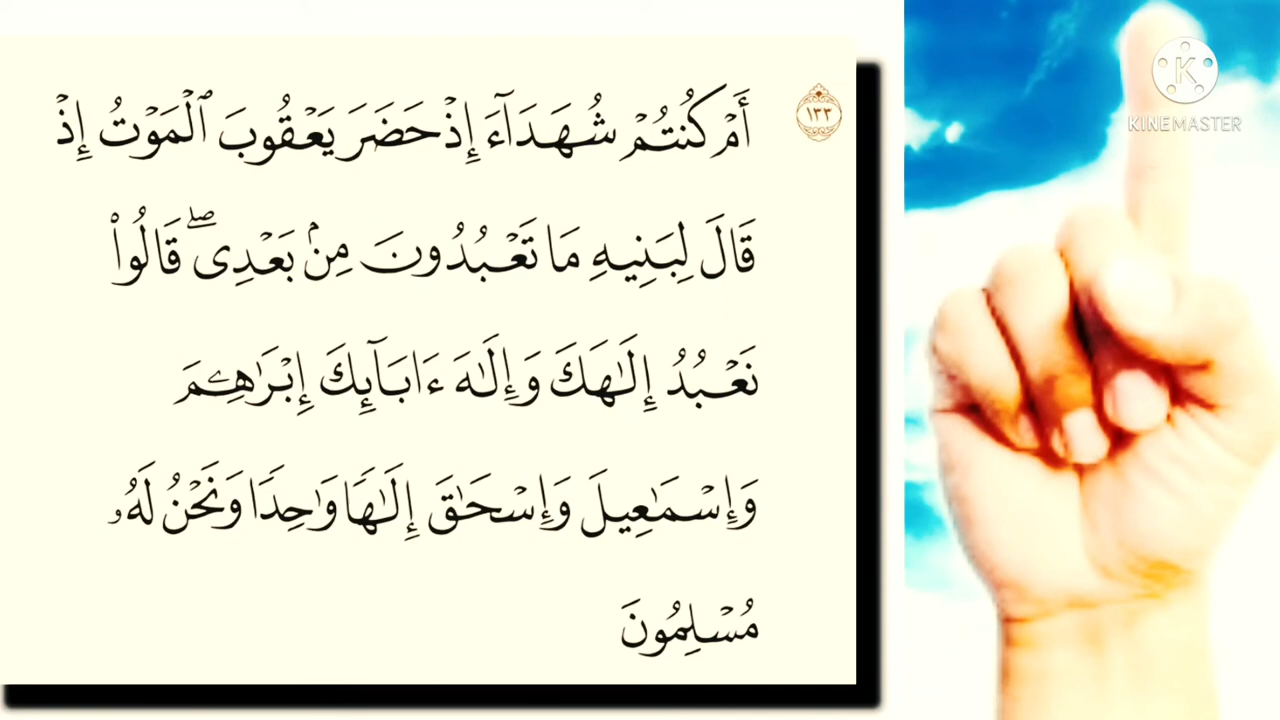 ١٣٣ أَمْ كُنتُمْ شُهَدَآءَ إِذْ حَضَرَ يَعْقُوبَ ٱلْمَوْتُ إِذْ
قَالَ لِبَنِيهِ مَا تَعْبُدُونَ مِنۢ بَعْدِى ۖ قَالُوا۟
نَعْبُدُ إِلَٰهَكَ وَإِلَٰهَ ءَابَآئِكَ إِبْرَٰهِـۧمَ
وَإِسْمَٰعِيلَ وَإِسْحَٰقَ إِلَٰهًا وَٰحِدًا وَنَحْنُ لَهُۥ
مُسْلِمُونَ
K
KINEMASTER